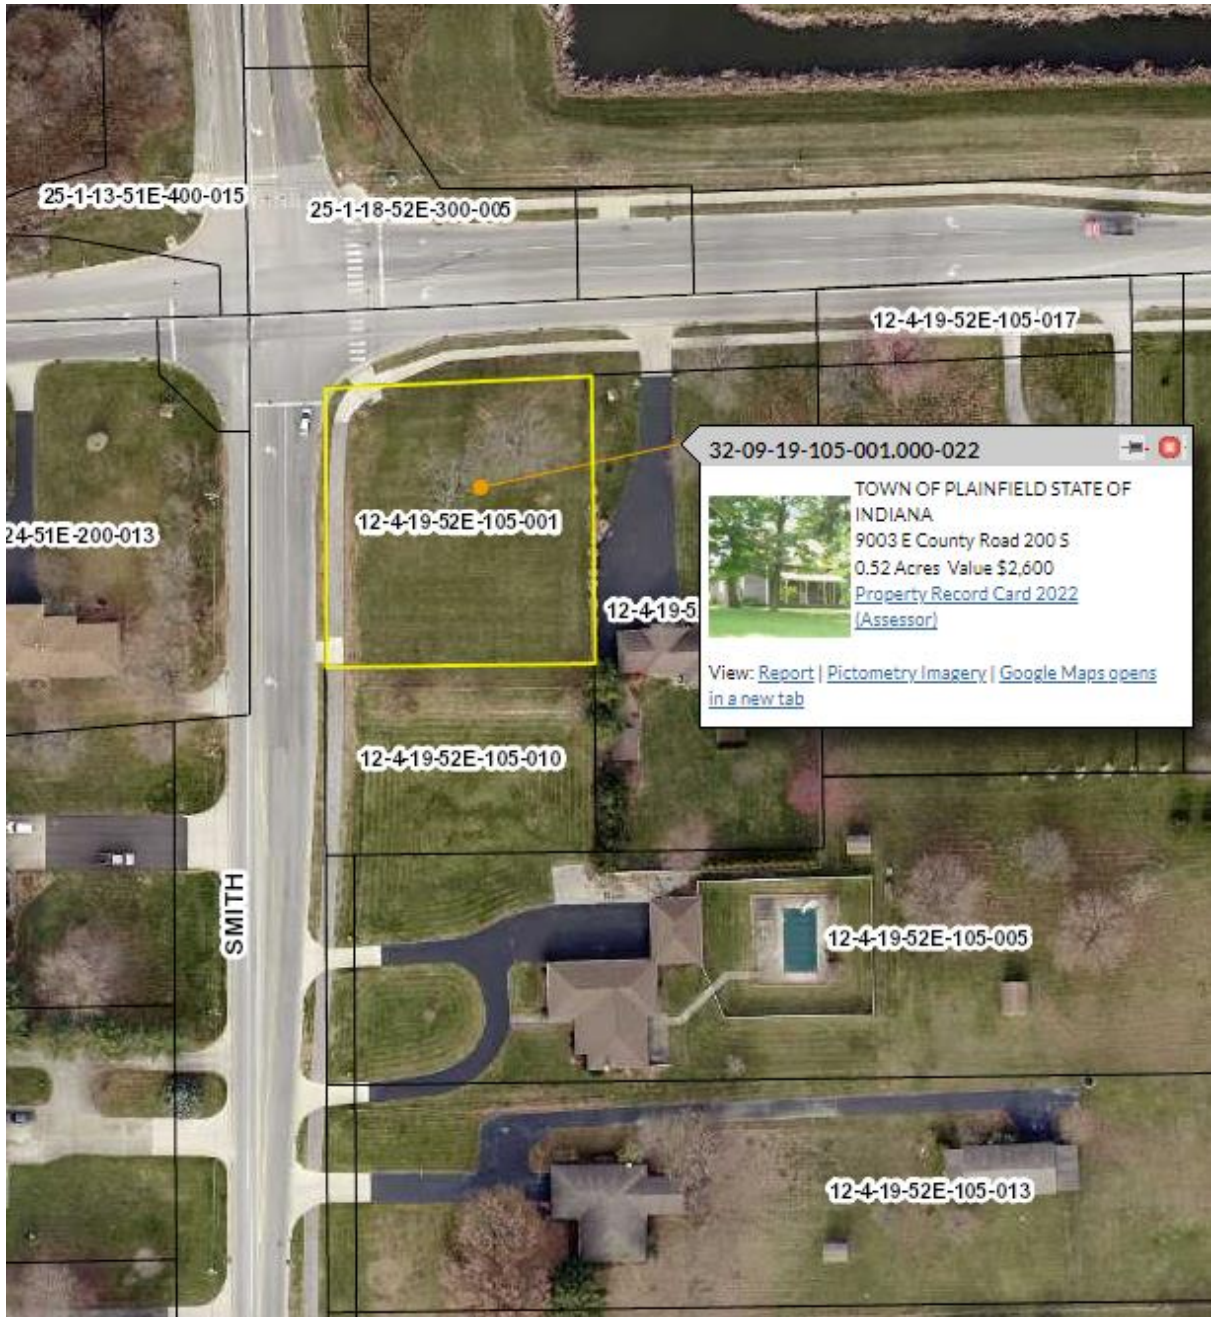 25-1-13-51E-400-015
25-1-18-52E-300-005
12-4-19-52E-105-017
32-09-19-105-001.000-022
TOWN OF PLAINFIELD STATE OF
INDIANA
9003 E County Road 200 S
0.52 Acres Value $2,600
Property Record Card 2022
(Assessor)
View: Report | Pictometry Imagery | Google Maps opens
in a new tab
12-4-19-52E-105-001
24-51E-200-013
12-4-19-5
12-4-19-52E-105-010
SMITH
12-4-19-52E-105-005
12-4-19-52E-105-013